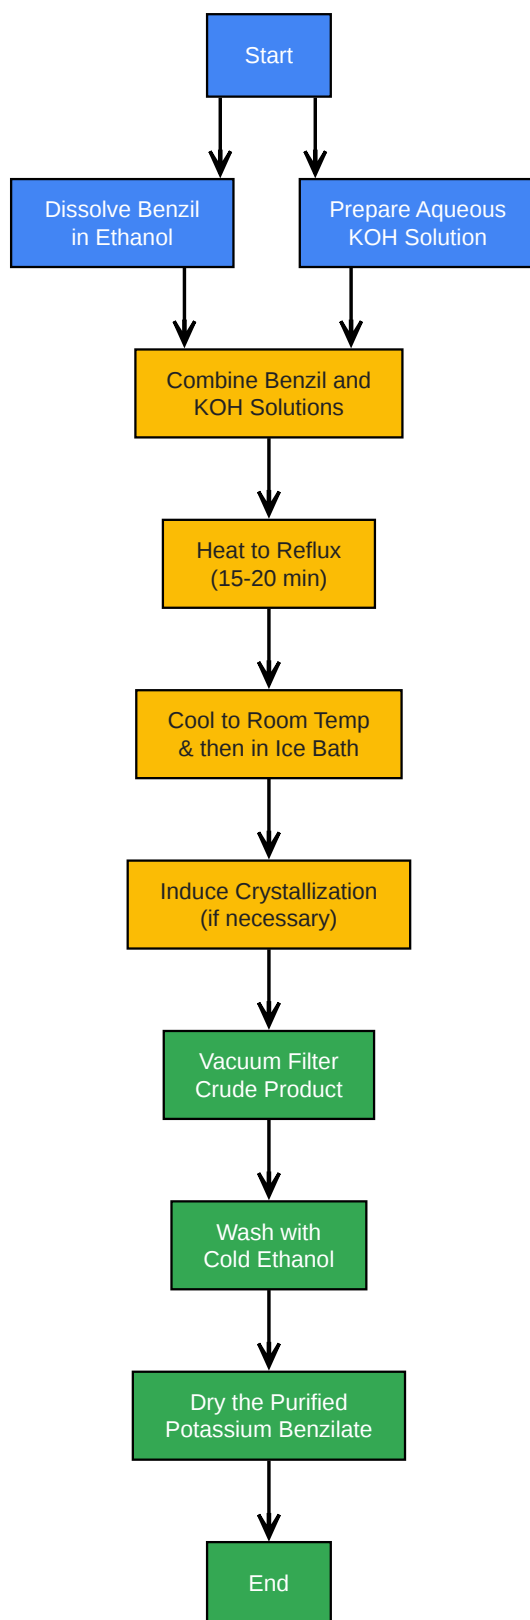 Start
Dissolve Benzil
in Ethanol
Prepare Aqueous
KOH Solution
Combine Benzil and
KOH Solutions
Heat to Reflux
(15-20 min)
Cool to Room Temp
& then in Ice Bath
Induce Crystallization
(if necessary)
Vacuum Filter
Crude Product
Wash with
Cold Ethanol
Dry the Purified
Potassium Benzilate
End